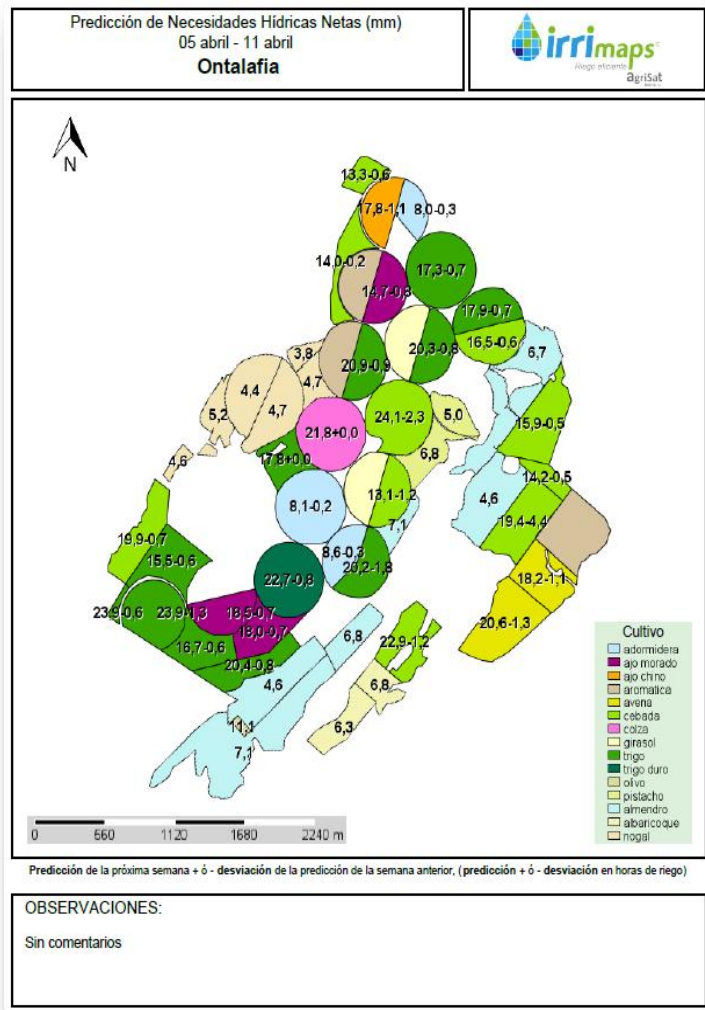 Predicción de Necesidades Hídricas Netas (mm)
05 abril - 11 abril
Ontalafia
irrimaps
Riego eficiente
agrisat
N
13,3-0,6
17,8-1,1
8,0-0,3
14,0-0,2
17,3-0,7
14,7-0,8
17,9-0,7
16,5-0,6
3,8
20,9-0,9
20,3-0,8
6,7
4,4
4,7
4,7
5,2
24,1-2,3
5,0
15,9-0,5
21,8+0,0
6,8
4,6
17,8+0,0
14,2-0,5
13,1-1,2
4,6
19,4-4,4
8,1-0,2
7,1
19,9-0,7
15,5-0,6
8,6-0,3
20,2-1,8
18,2-1,1
22,7-0,8
23,9-0,6
23,9-1,3
18,5-0,7
18,0-0,7
20,6-1,3
16,7-0,6
6,8
22,9-1,2
20,4-0,8
4,6
6,8
11,1
6,3
7,1
Cultivo
adormidera
ajo morado
ajo chino
aromatica
avena
cebada
colza
girasol
trigo
trigo duro
olivo
pistacho
almendro
albaricoque
nogal
0 560 1120 1680 2240 m
Predicción de la próxima semana + ó - desviación de la predicción de la semana anterior, (predicción + ó - desviación en horas de riego)
OBSERVACIONES:
Sin comentarios